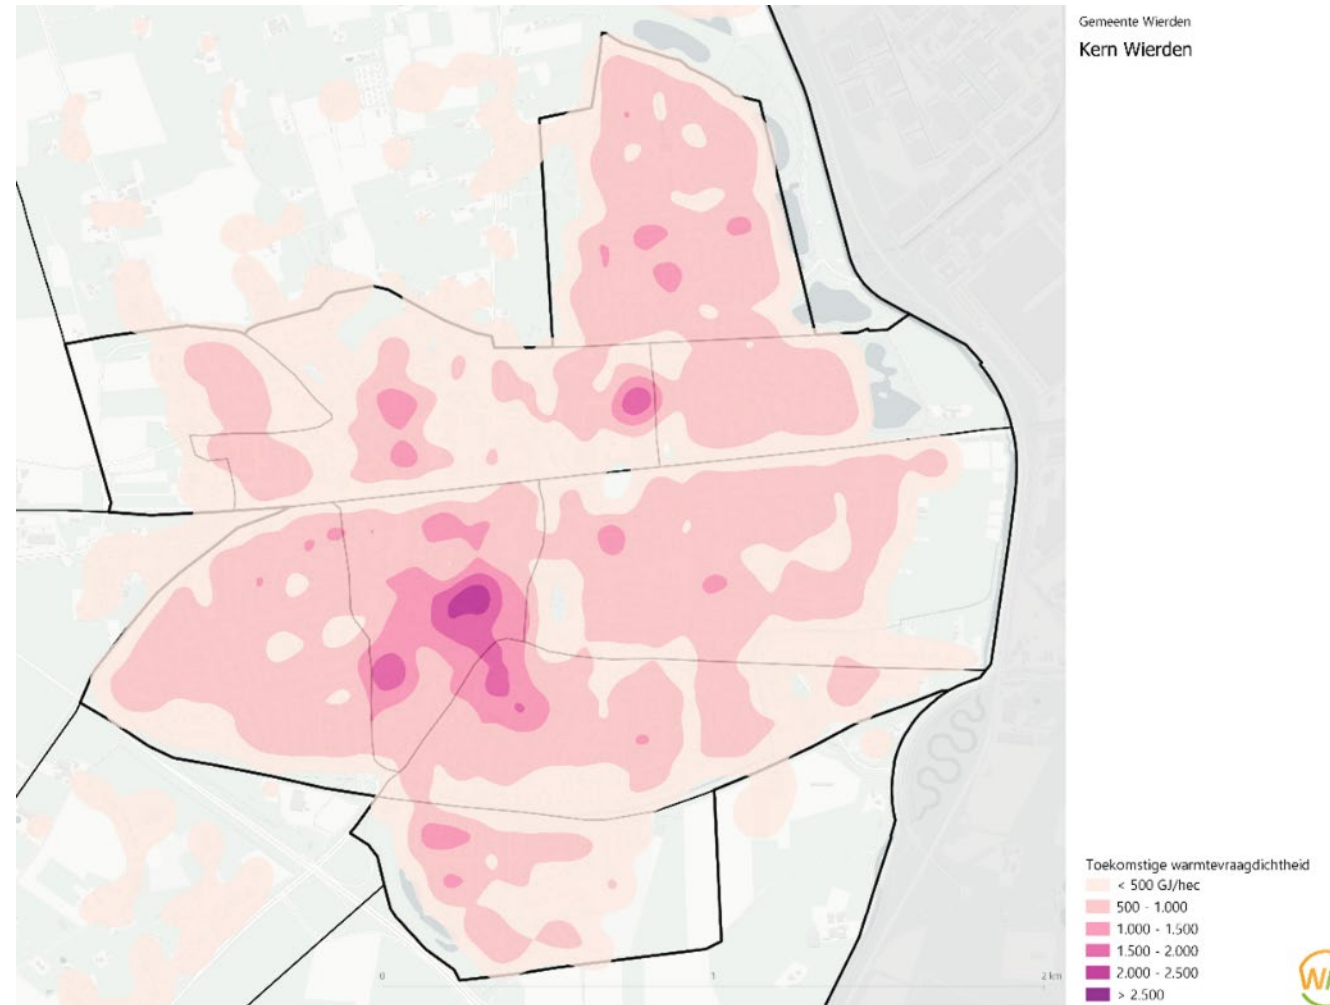 Gemeente Wierden
Kern Wierden
Toekomstige warmtevraagdichtheid
< 500 GJ/hec
500 - 1.000
1.000 - 1.500
1.500 - 2.000
2.000 - 2.500
> 2.500
0 1 2 km